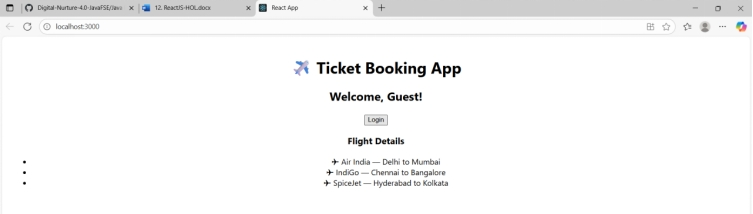 Digital-Nurture-4.0-JavaFSE/Java
12. ReactJS-HOL.docx
React App
localhost:3000
✈️ Ticket Booking App
Welcome, Guest!
Login
Flight Details
• ✈ Air India — Delhi to Mumbai
• ✈ IndiGo — Chennai to Bangalore
• ✈ SpiceJet — Hyderabad to Kolkata